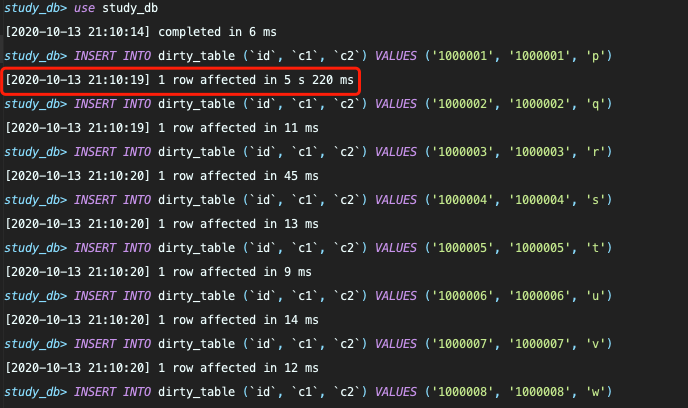 study_db> use study_db
[2020-10-13 21:10:14] completed in 6 ms
study_db> INSERT INTO dirty_table (`id`, `c1`, `c2`) VALUES ('1000001', '1000001', 'p')
[2020-10-13 21:10:19] 1 row affected in 5 s 220 ms
study_db> INSERT INTO dirty_table (`id`, `c1`, `c2`) VALUES ('1000002', '1000002', 'q')
[2020-10-13 21:10:19] 1 row affected in 11 ms
study_db> INSERT INTO dirty_table (`id`, `c1`, `c2`) VALUES ('1000003', '1000003', 'r')
[2020-10-13 21:10:20] 1 row affected in 45 ms
study_db> INSERT INTO dirty_table (`id`, `c1`, `c2`) VALUES ('1000004', '1000004', 's')
[2020-10-13 21:10:20] 1 row affected in 13 ms
study_db> INSERT INTO dirty_table (`id`, `c1`, `c2`) VALUES ('1000005', '1000005', 't')
[2020-10-13 21:10:20] 1 row affected in 9 ms
study_db> INSERT INTO dirty_table (`id`, `c1`, `c2`) VALUES ('1000006', '1000006', 'u')
[2020-10-13 21:10:20] 1 row affected in 14 ms
study_db> INSERT INTO dirty_table (`id`, `c1`, `c2`) VALUES ('1000007', '1000007', 'v')
[2020-10-13 21:10:20] 1 row affected in 12 ms
study_db> INSERT INTO dirty_table (`id`, `c1`, `c2`) VALUES ('1000008', '1000008', 'w')